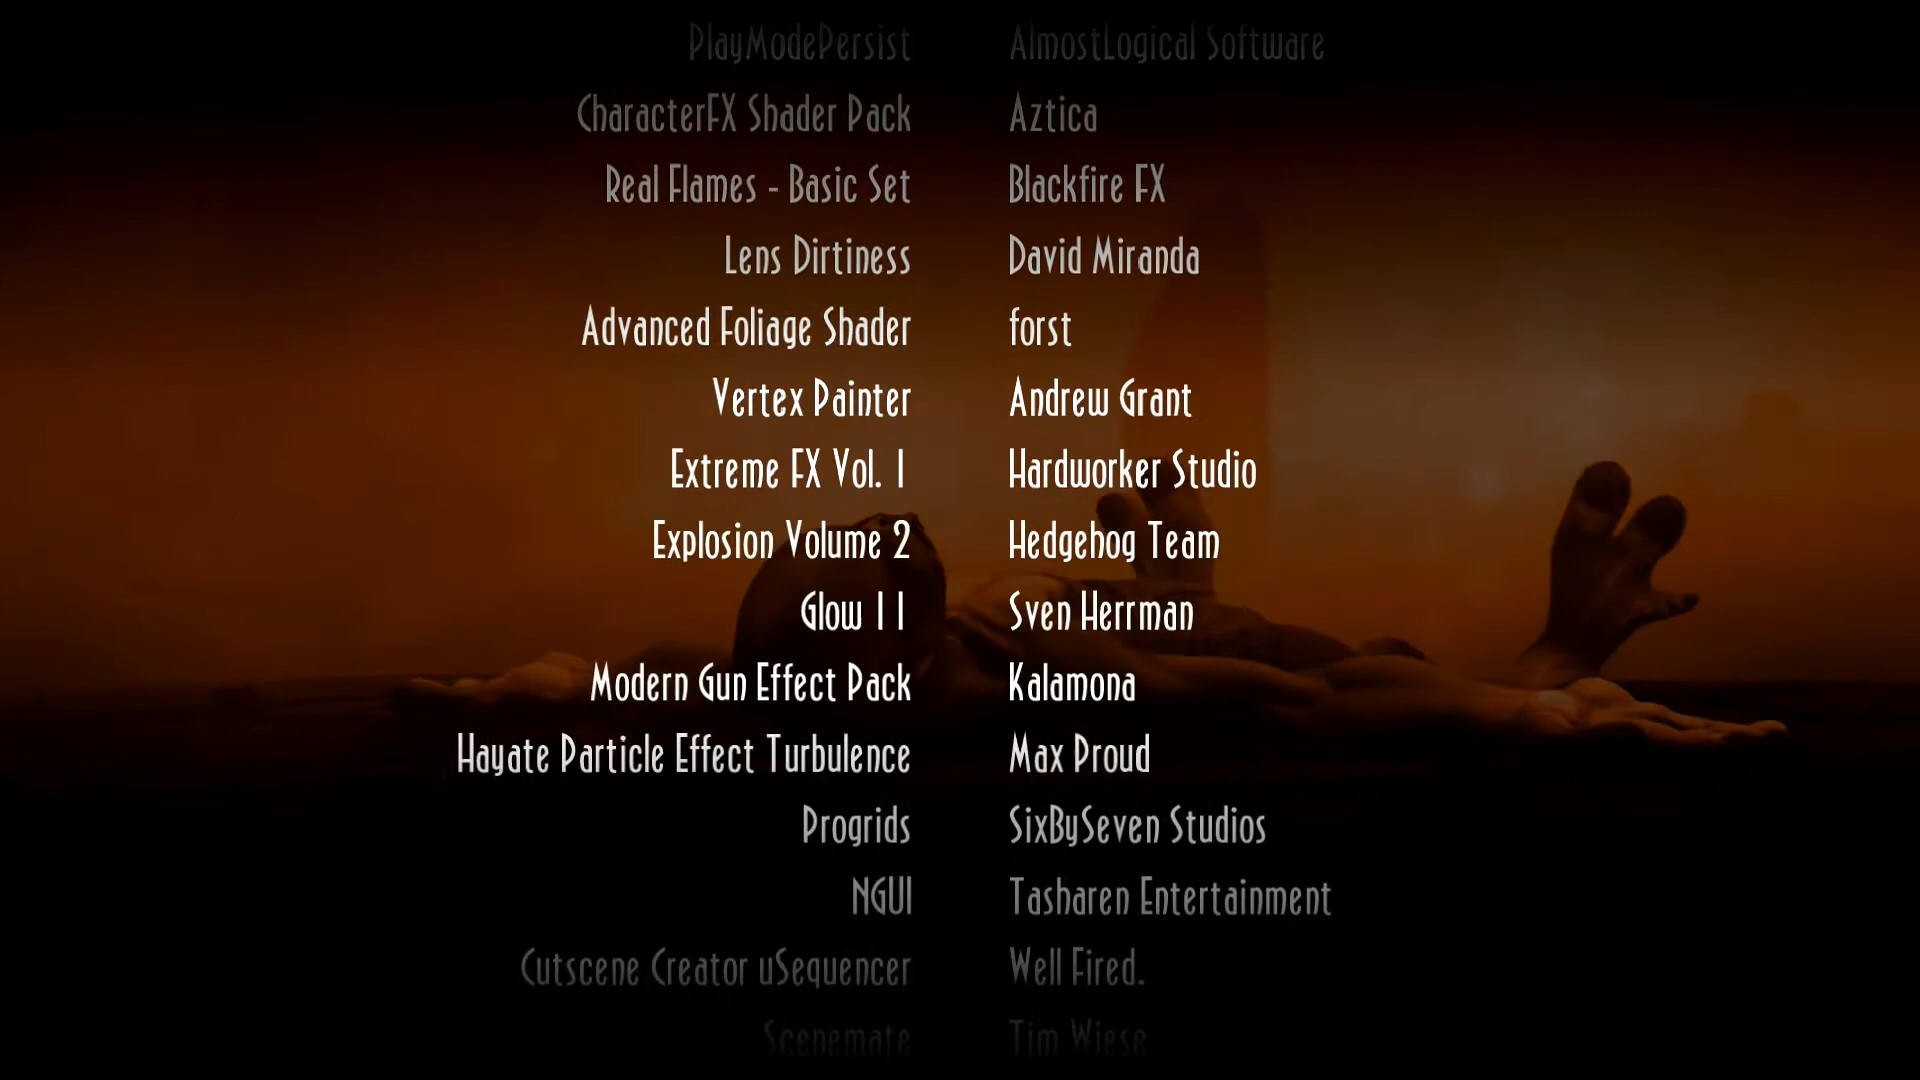 PlayModePersist AlmostLogical Software
CharacterFX Shader Pack Aztica
Real Flames - Basic Set Blackfire FX
Lens Dirtiness David Miranda
Advanced Foliage Shader forst
Vertex Painter Andrew Grant
Extreme FX Vol. 1 Hardworker Studio
Explosion Volume 2 Hedgehog Team
Glow 11 Sven Herrman
Modern Gun Effect Pack Kalamona
Hayate Particle Effect Turbulence Max Proud
Progrids SixBySeven Studios
NGUI Tasharen Entertainment
Cutscene Creator uSequencer Well Fired.
Scenemate Tim Wiese